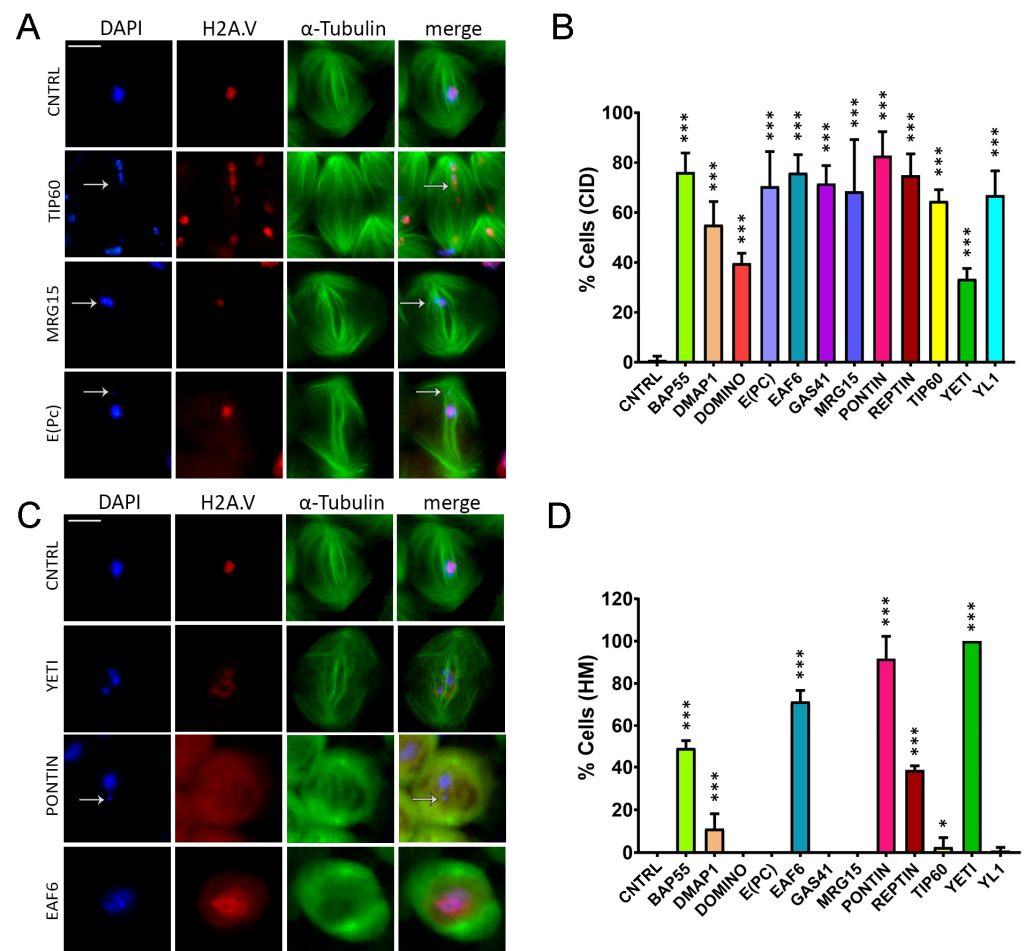 A
DAPI H2A.V α-Tubulin merge
CNTRL
TIP60
MRG15
E(Pc)
B
% Cells (CID)
100
80
60
40
20
0
*** *** *** *** *** *** *** *** *** *** *** ***
CNTRL BAP55 DMAP1 DOMINO E(PC) EAF6 GAS41 MRG15 PONTIN REPTIN TIP60 YETI YL1
C
DAPI H2A.V α-Tubulin merge
CNTRL
YETI
PONTIN
EAF6
D
% Cells (HM)
120
100
80
60
40
20
0
*** *** *** *** *** * ***
CNTRL BAP55 DMAP1 DOMINO E(PC) EAF6 GAS41 MRG15 PONTIN REPTIN TIP60 YETI YL1